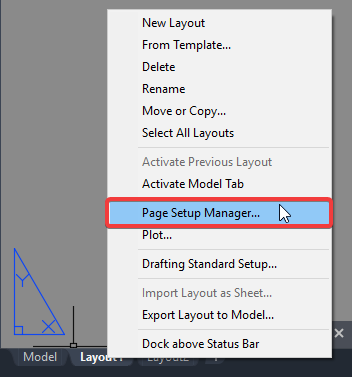 New Layout
From Template...
Delete
Rename
Move or Copy...
Select All Layouts
Activate Previous Layout
Activate Model Tab
Page Setup Manager...
Plot...
Drafting Standard Setup...
Import Layout as Sheet...
Export Layout to Model...
Dock above Status Bar
Y
X
Model Layout1 Layout2 +